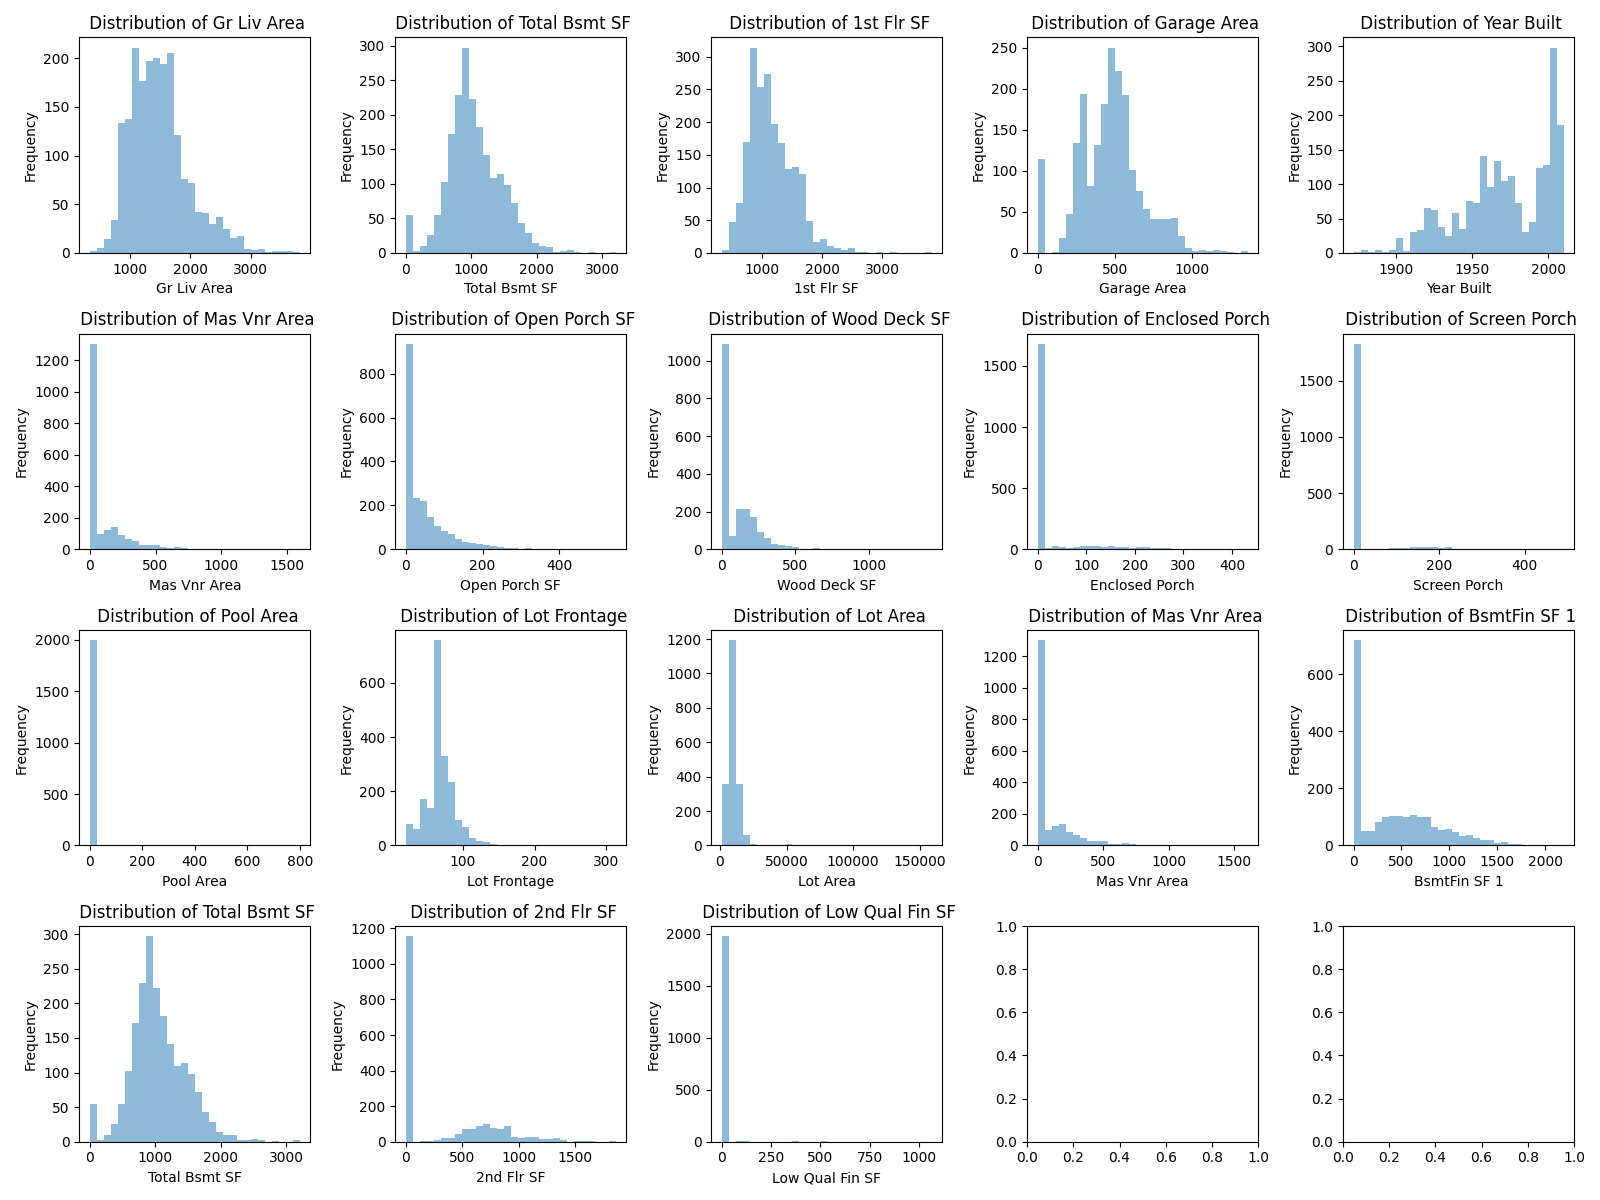 Distribution of Gr Liv Area
Distribution of Total Bsmt SF
Distribution of 1st Flr SF
Distribution of Garage Area
Distribution of Year Built
200
150
100
50
0
Frequency
1000 2000 3000
Gr Liv Area
300
250
200
150
100
50
0
Frequency
0 1000 2000 3000
Total Bsmt SF
300
250
200
150
100
50
0
Frequency
1000 2000 3000
1st Flr SF
250
200
150
100
50
0
Frequency
0 500 1000
Garage Area
300
250
200
150
100
50
0
Frequency
1900 1950 2000
Year Built
Distribution of Mas Vnr Area
Distribution of Open Porch SF
Distribution of Wood Deck SF
Distribution of Enclosed Porch
Distribution of Screen Porch
1200
1000
800
600
400
200
0
Frequency
0 500 1000 1500
Mas Vnr Area
800
600
400
200
0
Frequency
0 200 400
Open Porch SF
1000
800
600
400
200
0
Frequency
0 500 1000
Wood Deck SF
1500
1000
500
0
Frequency
0 100 200 300 400
Enclosed Porch
1500
1000
500
0
Frequency
0 200 400
Screen Porch
Distribution of Pool Area
Distribution of Lot Frontage
Distribution of Lot Area
Distribution of Mas Vnr Area
Distribution of BsmtFin SF 1
2000
1500
1000
500
0
Frequency
0 200 400 600 800
Pool Area
600
400
200
0
Frequency
100 200 300
Lot Frontage
1200
1000
800
600
400
200
0
Frequency
0 50000 100000 150000
Lot Area
1200
1000
800
600
400
200
0
Frequency
0 500 1000 1500
Mas Vnr Area
600
400
200
0
Frequency
0 500 1000 1500 2000
BsmtFin SF 1
Distribution of Total Bsmt SF
Distribution of 2nd Flr SF
Distribution of Low Qual Fin SF
300
250
200
150
100
50
0
Frequency
0 1000 2000 3000
Total Bsmt SF
1200
1000
800
600
400
200
0
Frequency
0 500 1000 1500
2nd Flr SF
2000
1500
1000
500
0
Frequency
0 250 500 750 1000
Low Qual Fin SF
1.0
0.8
0.6
0.4
0.2
0.0
0.0 0.2 0.4 0.6 0.8 1.0
1.0
0.8
0.6
0.4
0.2
0.0
0.0 0.2 0.4 0.6 0.8 1.0